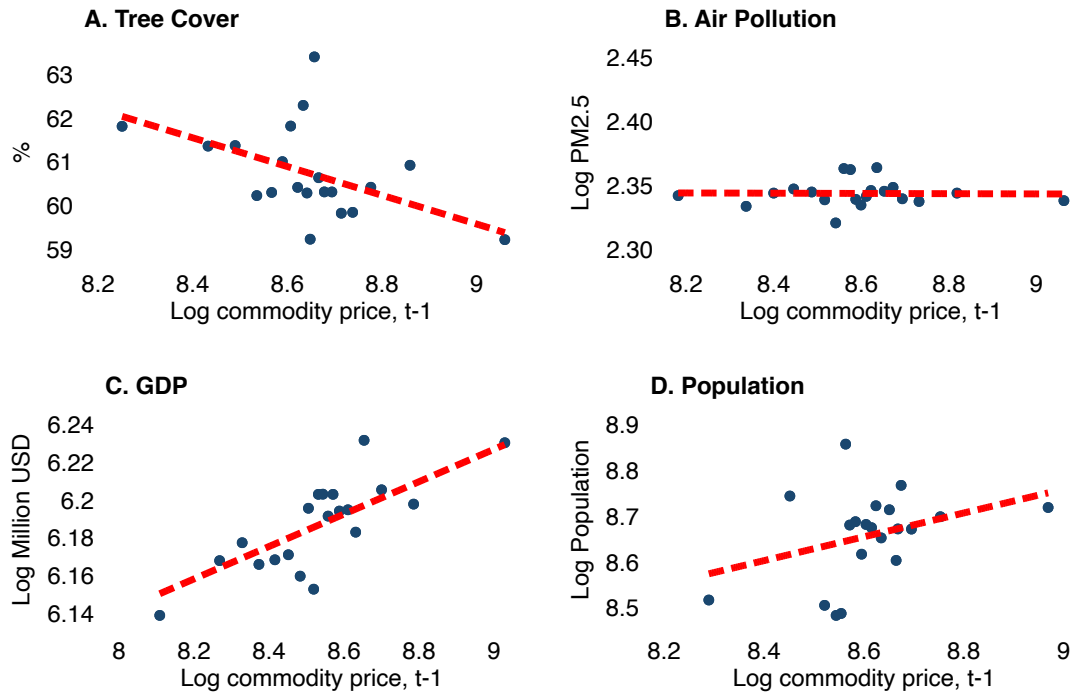 A. Tree Cover
%
63
62
61
60
59
8.2 8.4 8.6 8.8 9
Log commodity price, t-1
B. Air Pollution
Log PM2.5
2.45
2.40
2.35
2.30
8.2 8.4 8.6 8.8 9
Log commodity price, t-1
C. GDP
Log Million USD
6.24
6.22
6.2
6.18
6.16
6.14
8 8.2 8.4 8.6 8.8 9
Log commodity price, t-1
D. Population
Log Population
8.9
8.8
8.7
8.6
8.5
8.2 8.4 8.6 8.8 9
Log commodity price, t-1